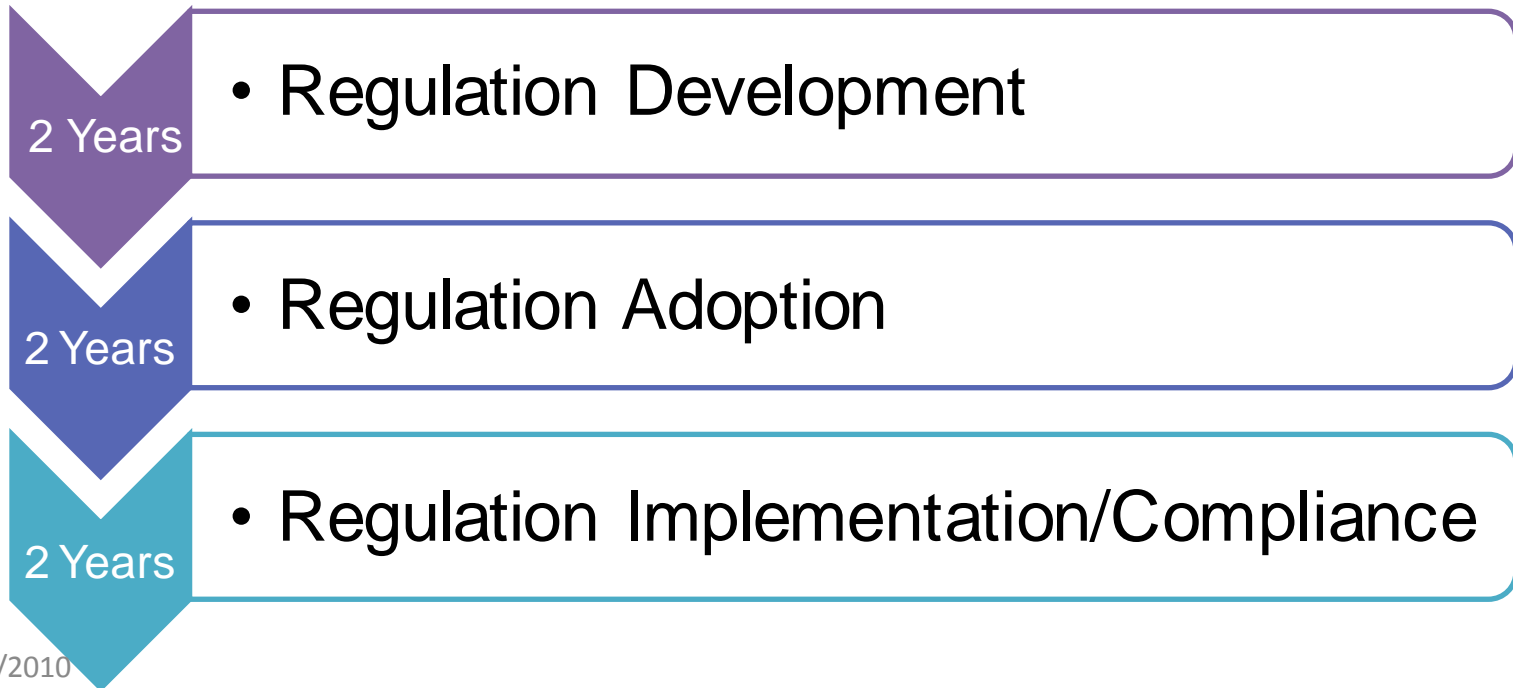 2 Years
• Regulation Development
2 Years
• Regulation Adoption
2 Years
• Regulation Implementation/Compliance
/2010